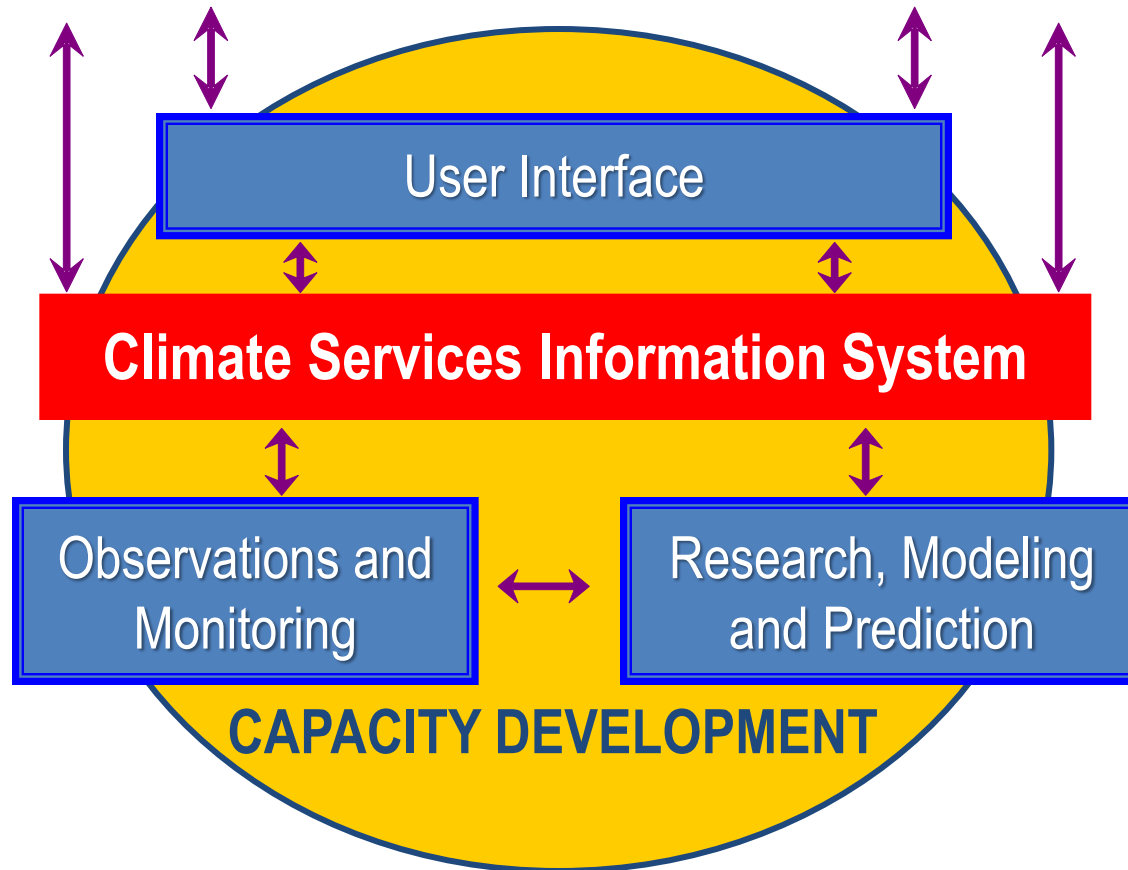 User Interface
Climate Services Information System
Observations and
Monitoring
Research, Modeling
and Prediction
CAPACITY DEVELOPMENT